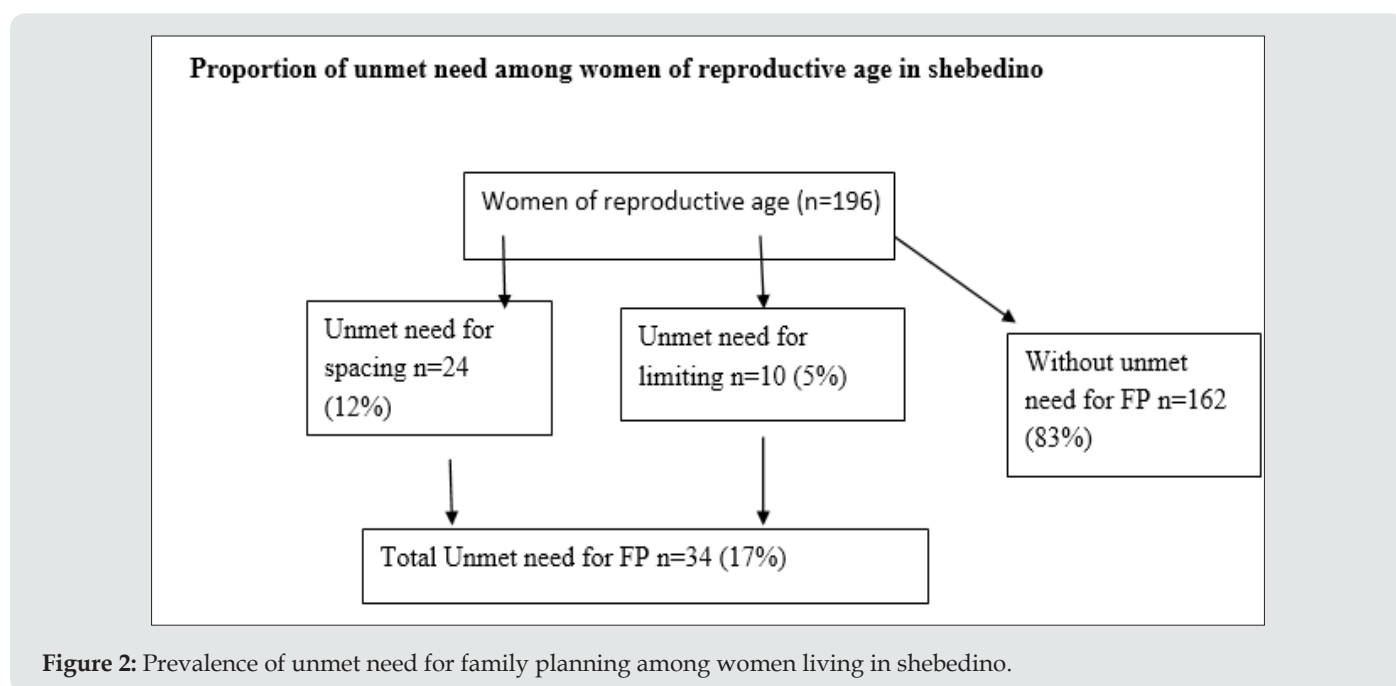 Proportion of unmet need among women of reproductive age in shebedino
Women of reproductive age (n=196)
Unmet need for
spacing n=24
(12%)
Unmet need for
limiting n=10 (5%)
Without unmet
need for FP n=162
(83%)
Total Unmet need for FP n=34 (17%)
Figure 2: Prevalence of unmet need for family planning among women living in shebedino.